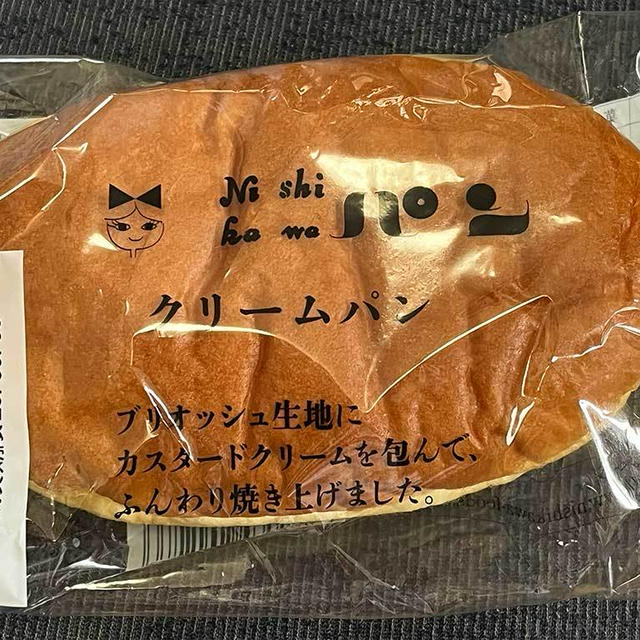 Ni shi
ka wa パン
クリームパン
ブリオッシュ生地に
カスタードクリームを包んで、
ふんわり焼き上げました。